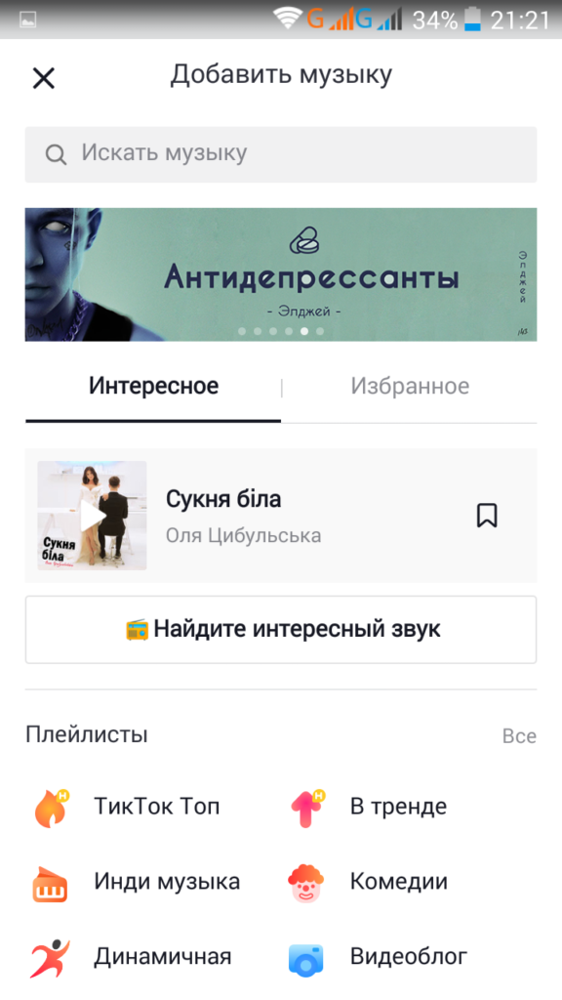 G G 34% 21:21
Добавить музыку
Искать музыку
Антидепрессанты
- Элджей -
Элджей
Интересное
Избранное
Сукня біла
Оля Цибульська
Сукня
біла
Найдите интересный звук
Плейлисты
Все
ТикТок Топ
В тренде
Инди музыка
Комедии
Динамичная
Видеоблог